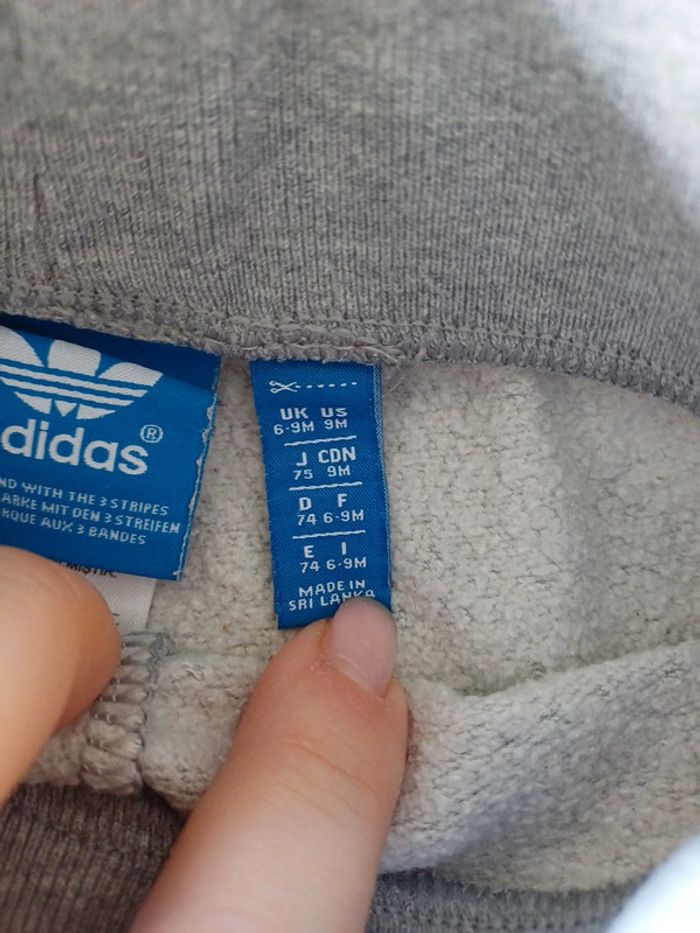 didas®
ND WITH THE 3 STRIPES
ARKE MIT DEN 3 STREIFEN
RQUE AUX 3 BANDES
UK US
6-9M 9M
J CDN
75 9M
D F
74 6-9M
E I
74 6-9M
MADE IN
SRI LANKA